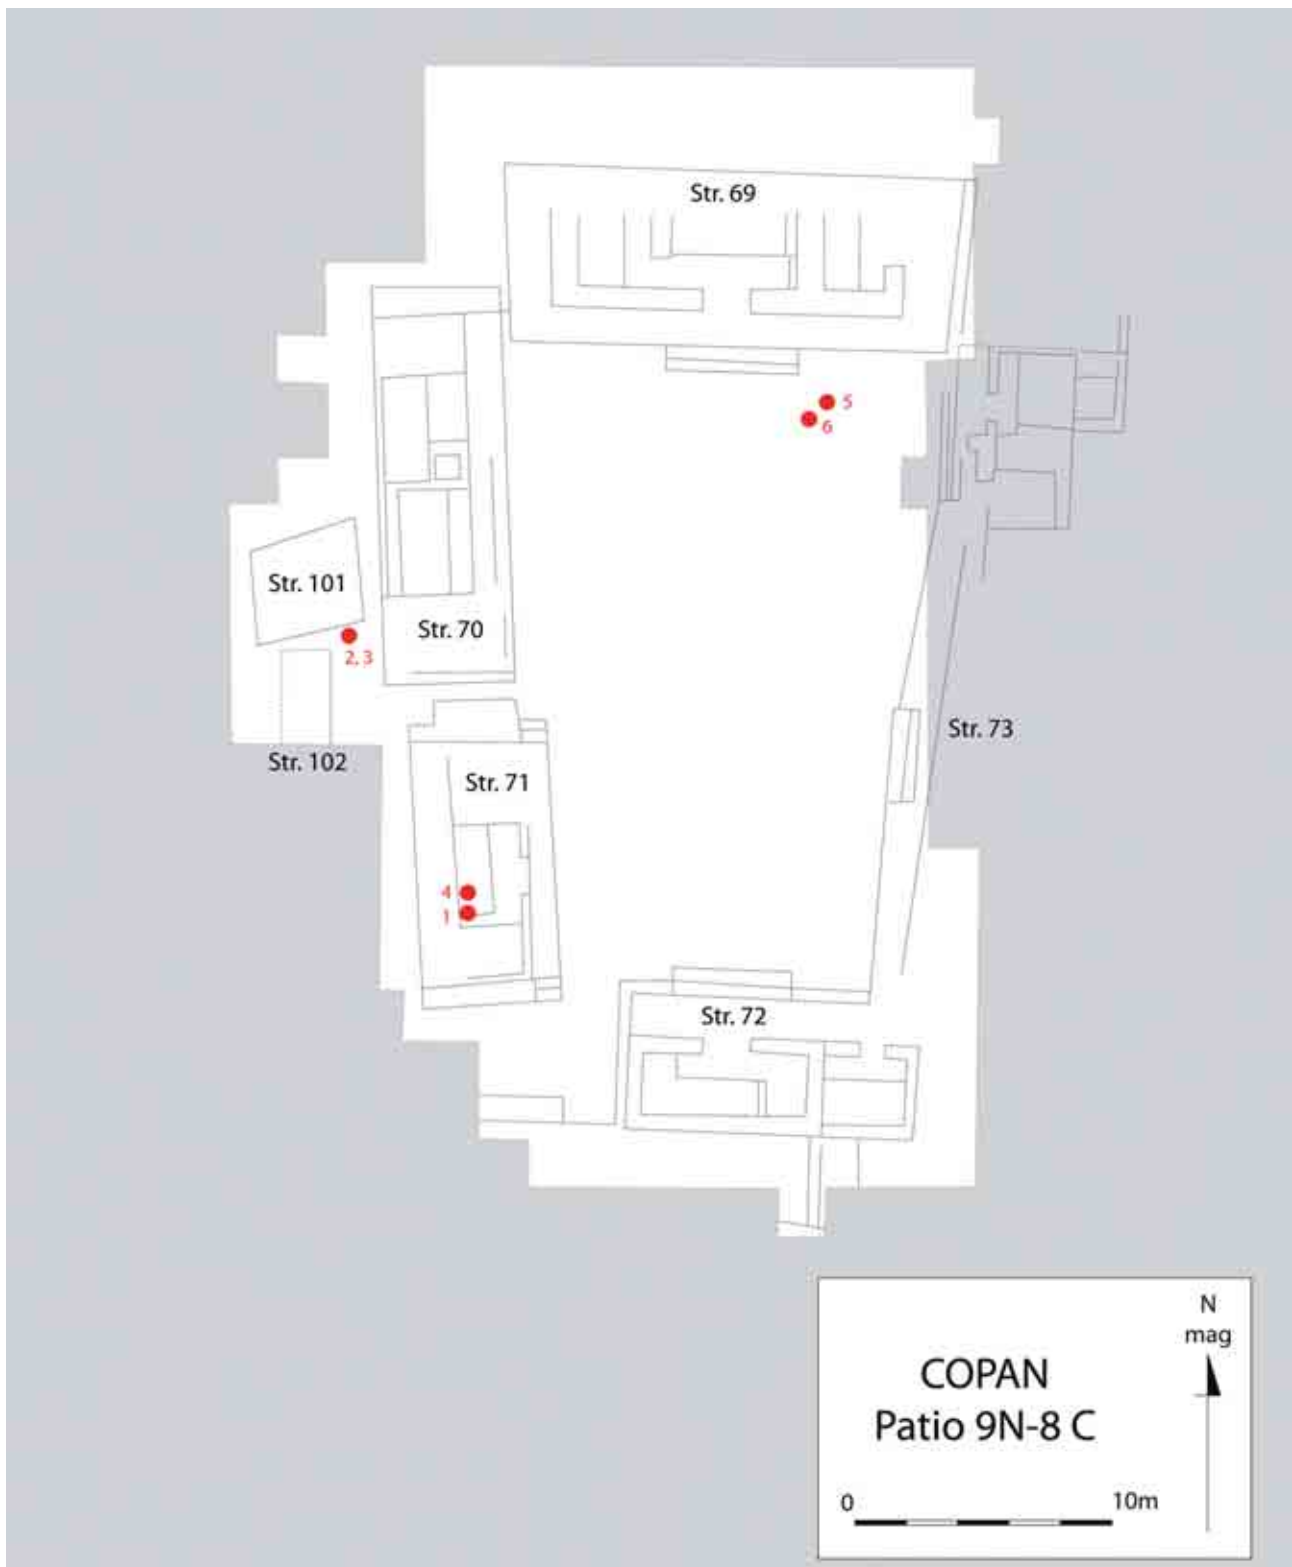 Str. 69
5
6
Str. 101
Str. 70
2, 3
Str. 73
Str. 102
Str. 71
4
1
Str. 72
N
mag
COPAN
Patio 9N-8 C
0 10m